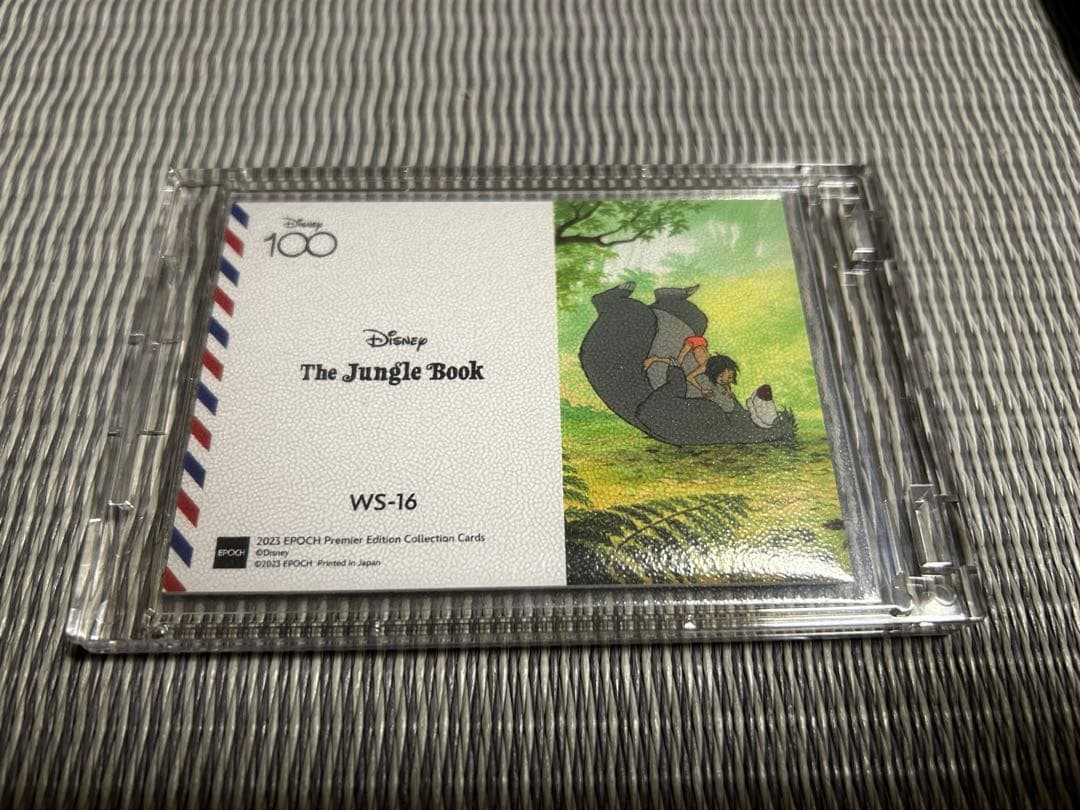 Disney
100
Disney
The Jungle Book
WS-16
EPOCH
2023 EPOCH Premier Edition Collection Cards
©Disney
©2023 EPOCH Printed in Japan